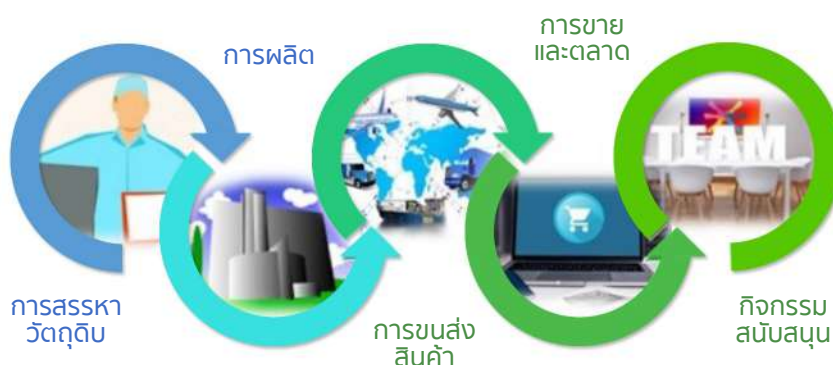 การสรรหา
วัตถุดิบ
การผลิต
การขนส่ง
สินค้า
การขาย
และตลาด
TEAM
กิจกรรม
สนับสนุน